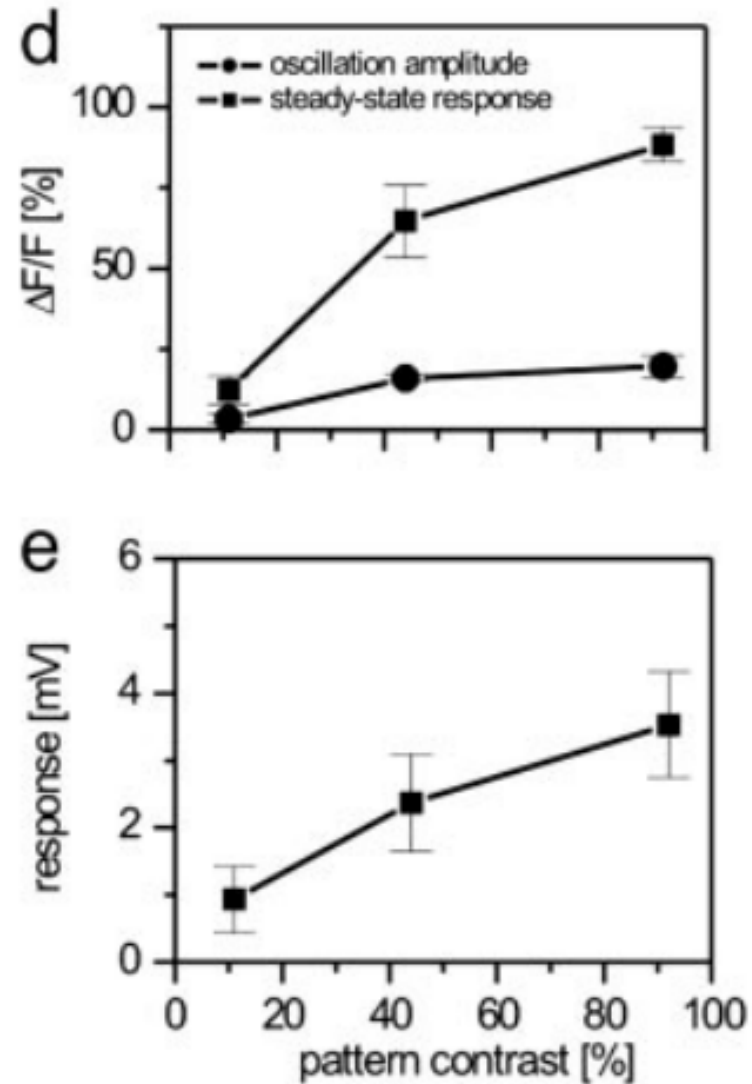 d
oscillation amplitude
steady-state response
100
50
0
ΔF/F [%]
e
6
4
2
0
response [mV]
0 20 40 60 80 100
pattern contrast [%]